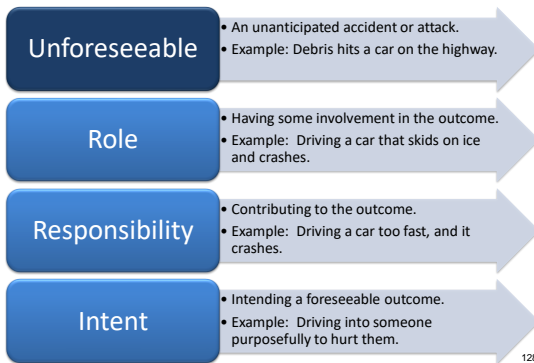 Unforeseeable
• An unanticipated accident or attack.
• Example: Debris hits a car on the highway.
Role
• Having some involvement in the outcome.
• Example: Driving a car that skids on ice
and crashes.
Responsibility
• Contributing to the outcome.
• Example: Driving a car too fast, and it
crashes.
Intent
• Intending a foreseeable outcome.
• Example: Driving into someone
purposefully to hurt them.